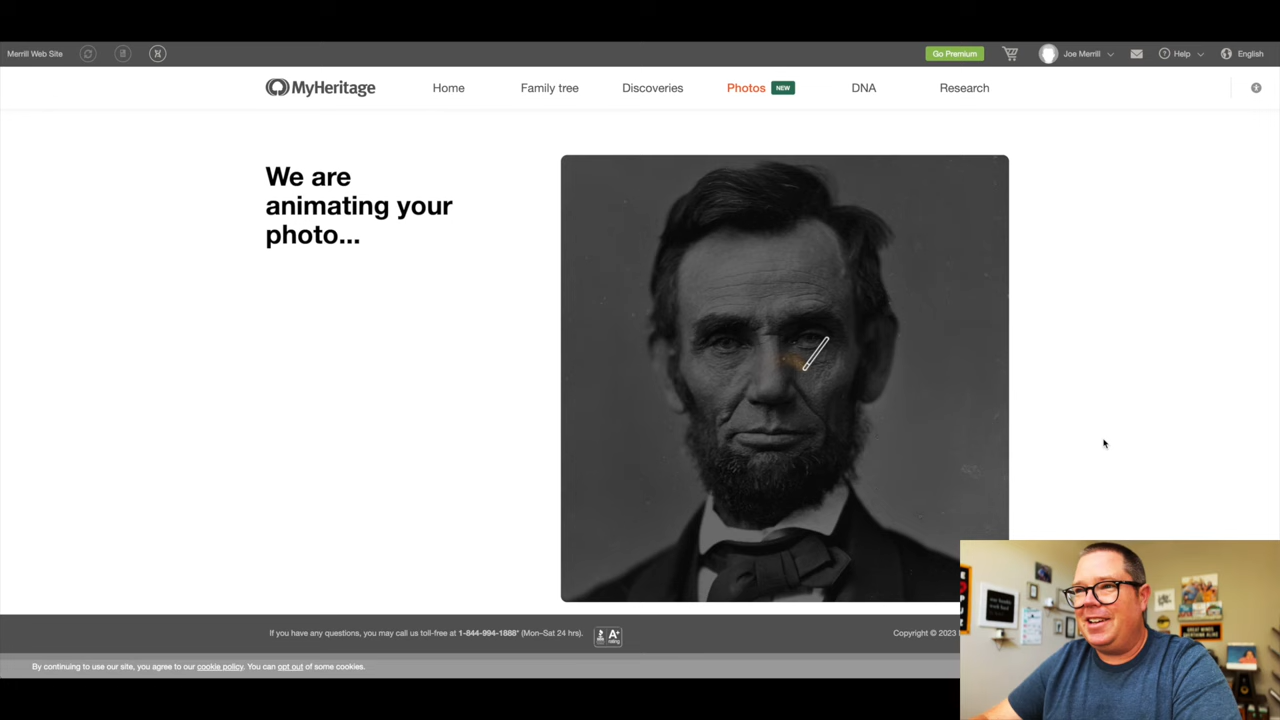 Merrill Web Site
Go Premium
Joe Merrill
Help
English
MyHeritage
Home
Family tree
Discoveries
Photos NEW
DNA
Research
We are
animating your
photo...
If you have any questions, you may call us toll-free at 1-844-994-1888* (Mon–Sat 24 hrs).
A+
Copyright © 2023
By continuing to use our site, you agree to our cookie policy. You can opt out of some cookies.
GREAT MINDS